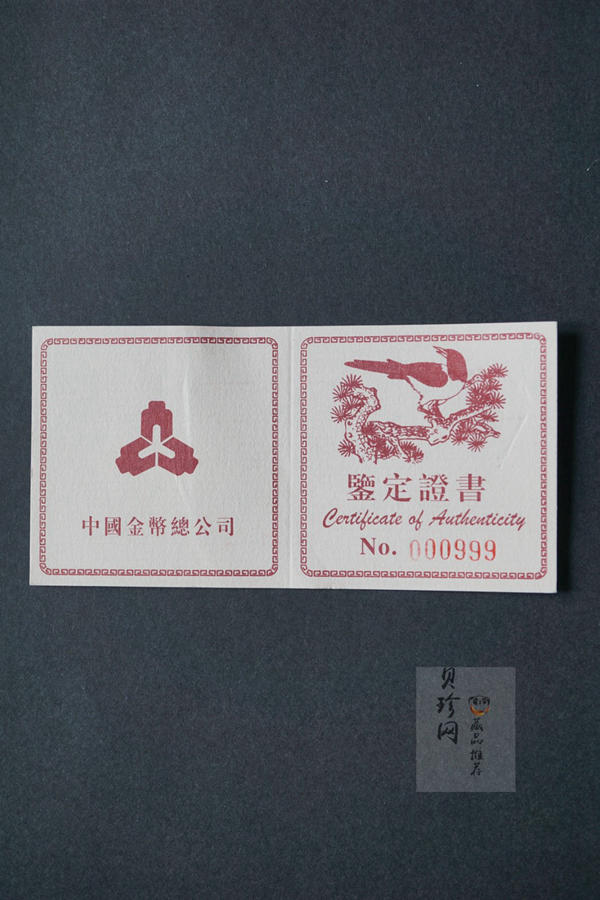 中國金幣總公司
鑒定證書
Certificate of Authenticity
No. 000999
贝珍网
藏品推荐